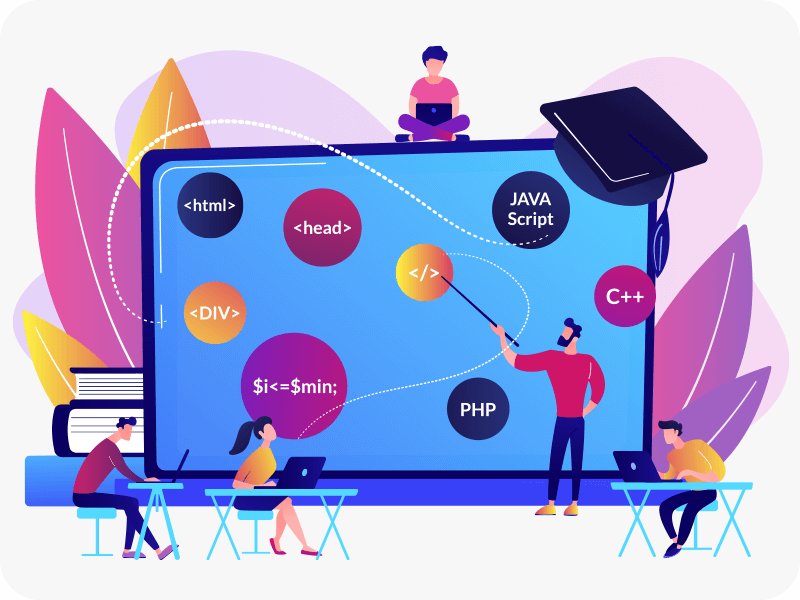 <html>
<head>
JAVA
Script
</>
C++
<DIV>
$i<=$min;
PHP